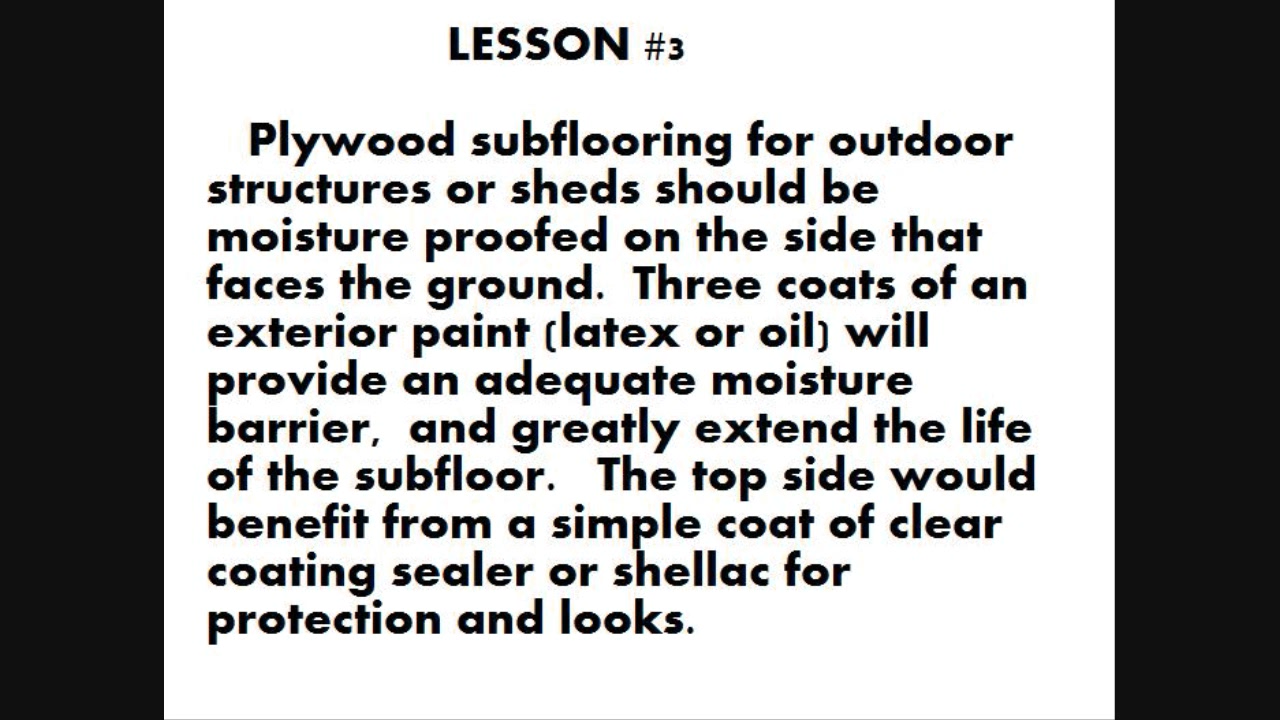 LESSON #3
Plywood subflooring for outdoor
structures or sheds should be
moisture proofed on the side that
faces the ground.  Three coats of an
exterior paint (latex or oil) will
provide an adequate moisture
barrier,  and greatly extend the life
of the subfloor.   The top side would
benefit from a simple coat of clear
coating sealer or shellac for
protection and looks.